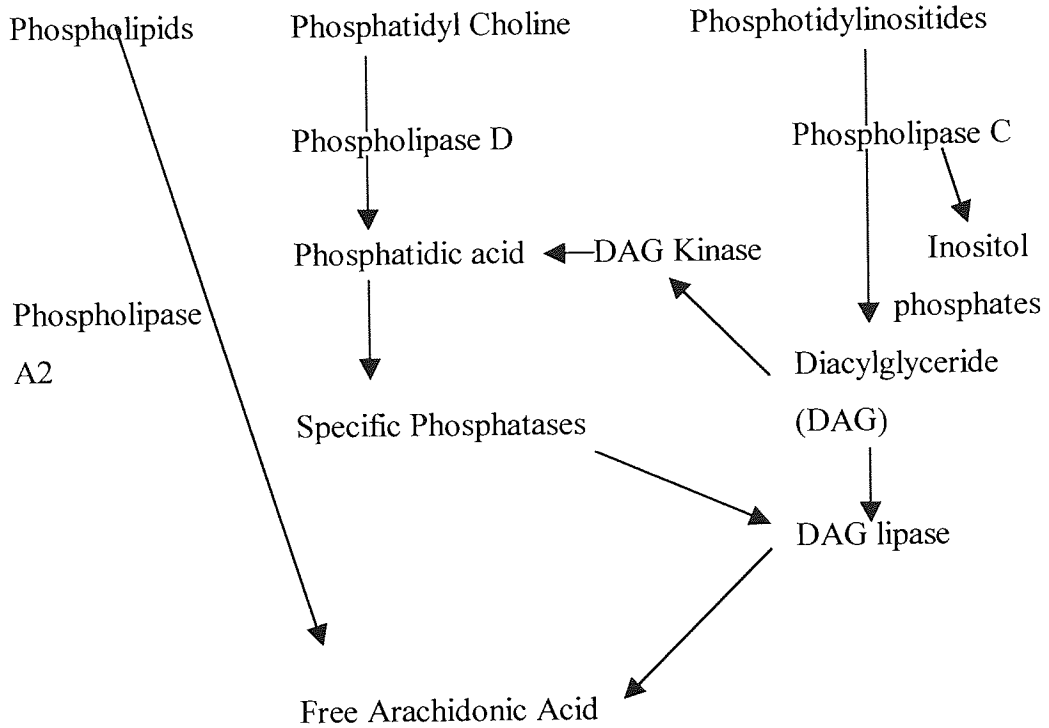 Phospholipids
Phosphatidyl Choline
Phosphotidylinositides
Phospholipase D
Phospholipase C
Phosphatidic acid
DAG Kinase
Inositol
phosphates
Phospholipase
A2
Diacylglyceride
(DAG)
Specific Phosphatases
DAG lipase
Free Arachidonic Acid